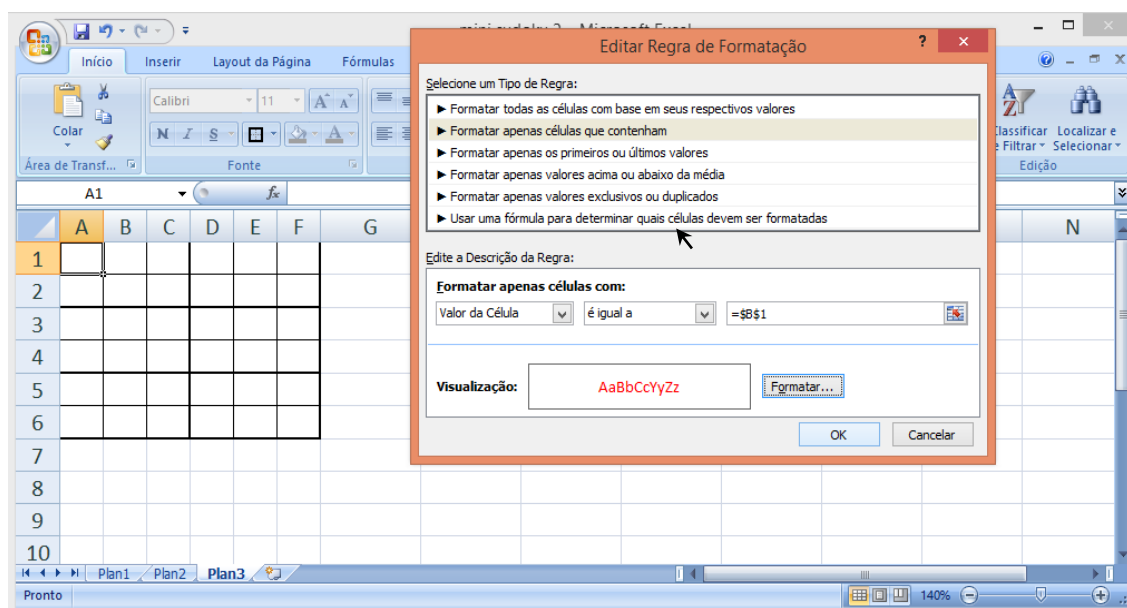 mini sudoku 2 - Microsoft Excel
Início Inserir Layout da Página Fórmulas
Colar
Área de Transf...
Calibri 11
N I S
Fonte
Classificar e Filtrar
Localizar e Selecionar
Edição
A1
fx
A B C D E F G N
1
2
3
4
5
6
7
8
9
10
Editar Regra de Formatação ? ×
Selecione um Tipo de Regra:
► Formatar todas as células com base em seus respectivos valores
► Formatar apenas células que contenham
► Formatar apenas os primeiros ou últimos valores
► Formatar apenas valores acima ou abaixo da média
► Formatar apenas valores exclusivos ou duplicados
► Usar uma fórmula para determinar quais células devem ser formatadas
Edite a Descrição da Regra:
Formatar apenas células com:
Valor da Célula é igual a =$B$1
Visualização: AaBbCcYyZz Formatar...
OK Cancelar
Plan1 Plan2 Plan3
Pronto 140%